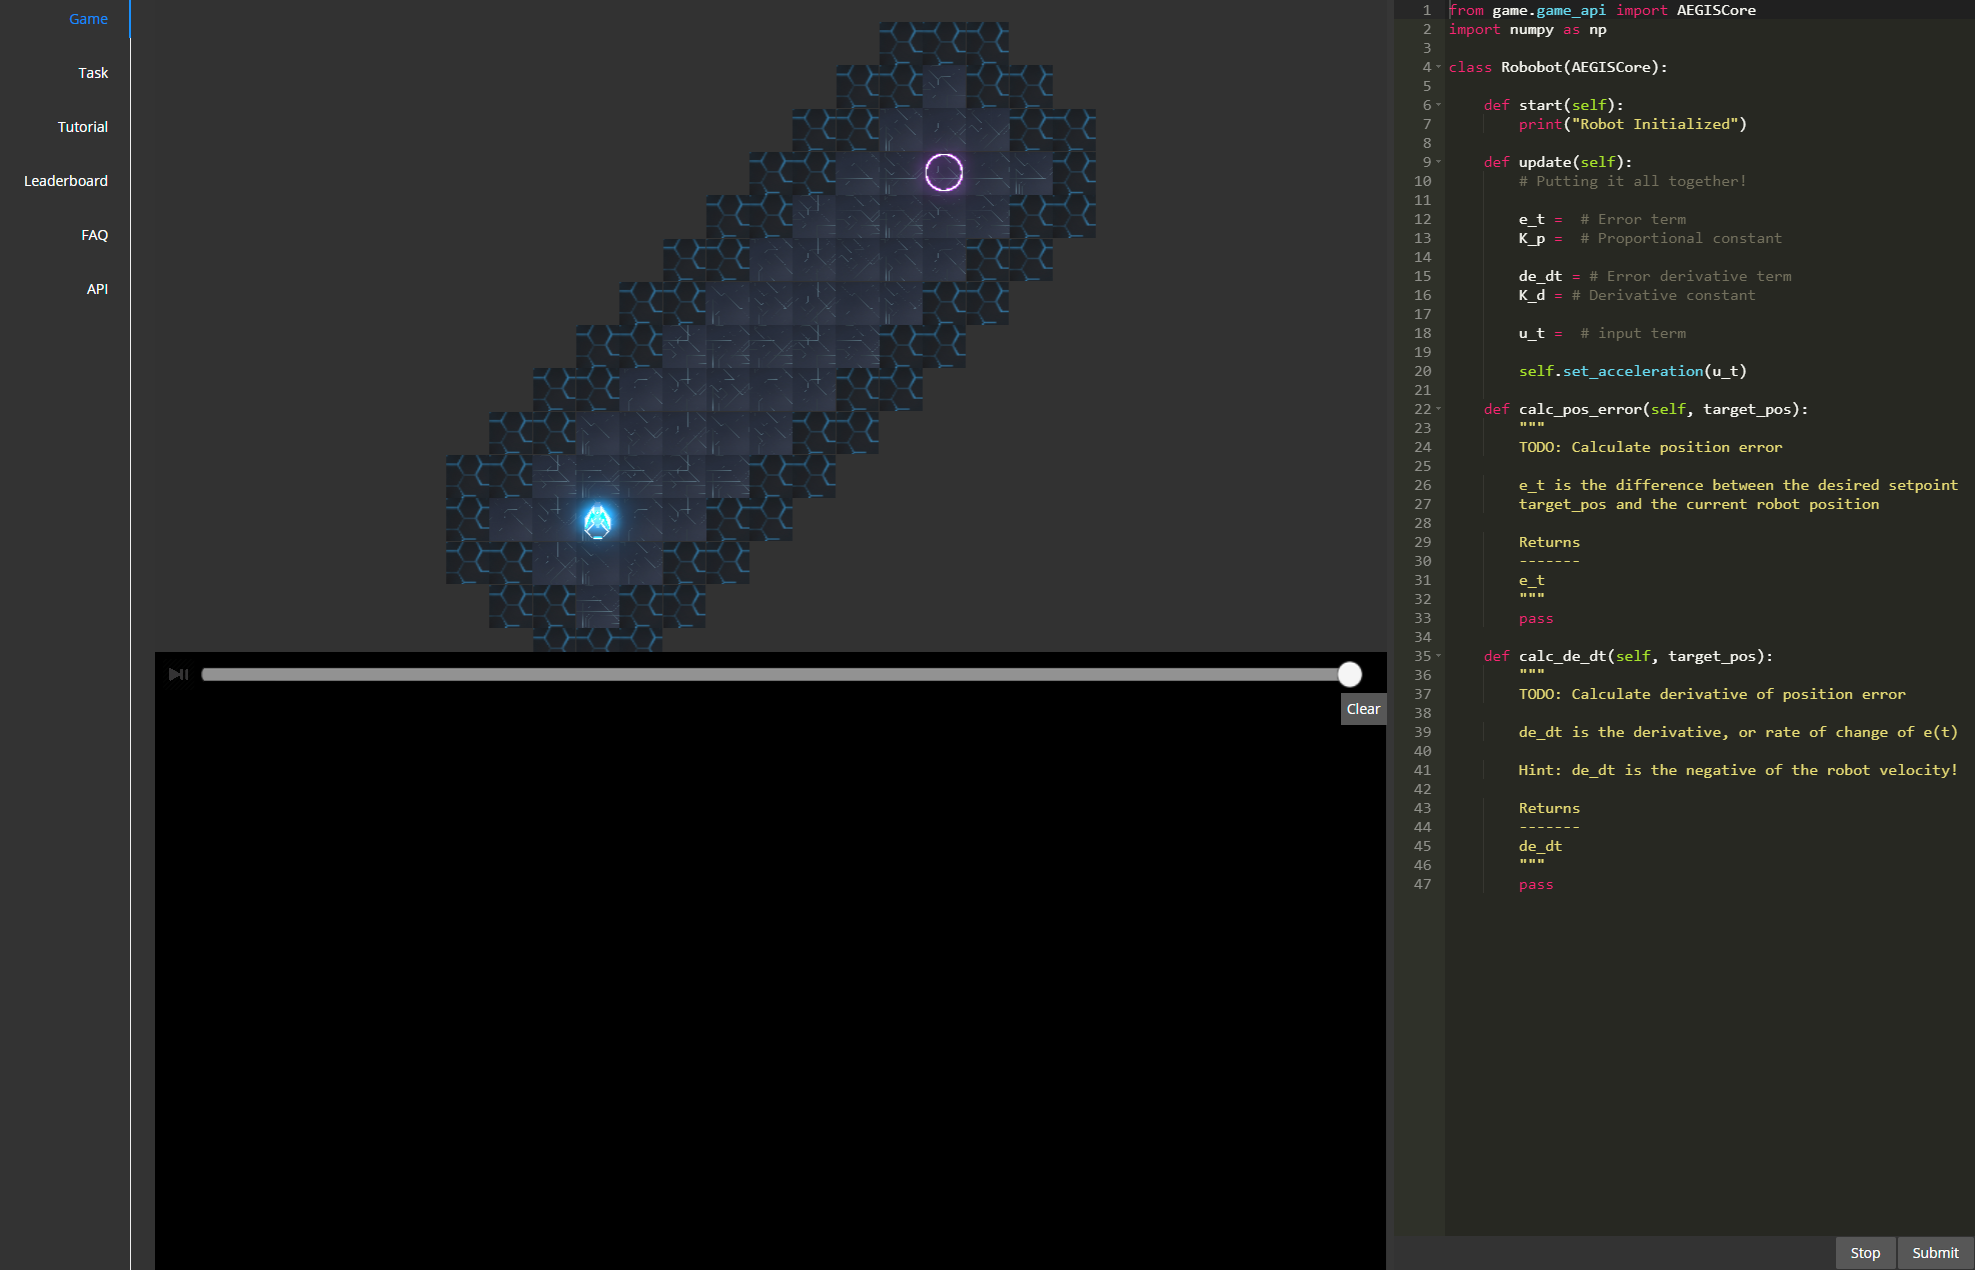 Game
Task
Tutorial
Leaderboard
FAQ
API
Clear
1 from game.game_api import AEGISCore
2 import numpy as np
3
4 class Robobot(AEGISCore):
5
6 def start(self):
7 print("Robot Initialized")
8
9 def update(self):
10 # Putting it all together!
11
12 e_t = # Error term
13 K_p = # Proportional constant
14
15 de_dt = # Error derivative term
16 K_d = # Derivative constant
17
18 u_t = # input term
19
20 self.set_acceleration(u_t)
21
22 def calc_pos_error(self, target_pos):
23 """
24 TODO: Calculate position error
25
26 e_t is the difference between the desired setpoint
27 target_pos and the current robot position
28
29 Returns
30 -------
31 e_t
32 """
33 pass
34
35 def calc_de_dt(self, target_pos):
36 """
37 TODO: Calculate derivative of position error
38
39 de_dt is the derivative, or rate of change of e(t)
40
41 Hint: de_dt is the negative of the robot velocity!
42
43 Returns
44 -------
45 de_dt
46 """
47 pass
Stop
Submit